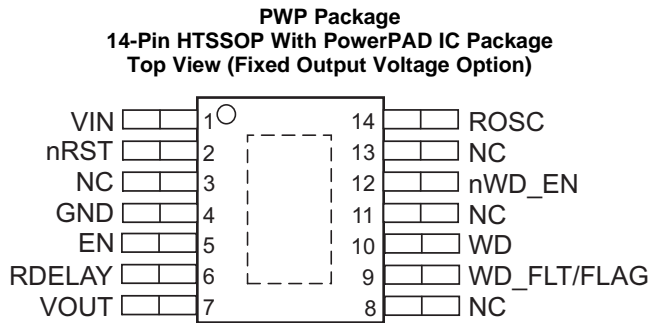 PWP Package
14-Pin HTSSOP With PowerPAD IC Package
Top View (Fixed Output Voltage Option)
VIN 1 14 ROSC
nRST 2 13 NC
NC 3 12 nWD_EN
GND 4 11 NC
EN 5 10 WD
RDELAY 6 9 WD_FLT/FLAG
VOUT 7 8 NC